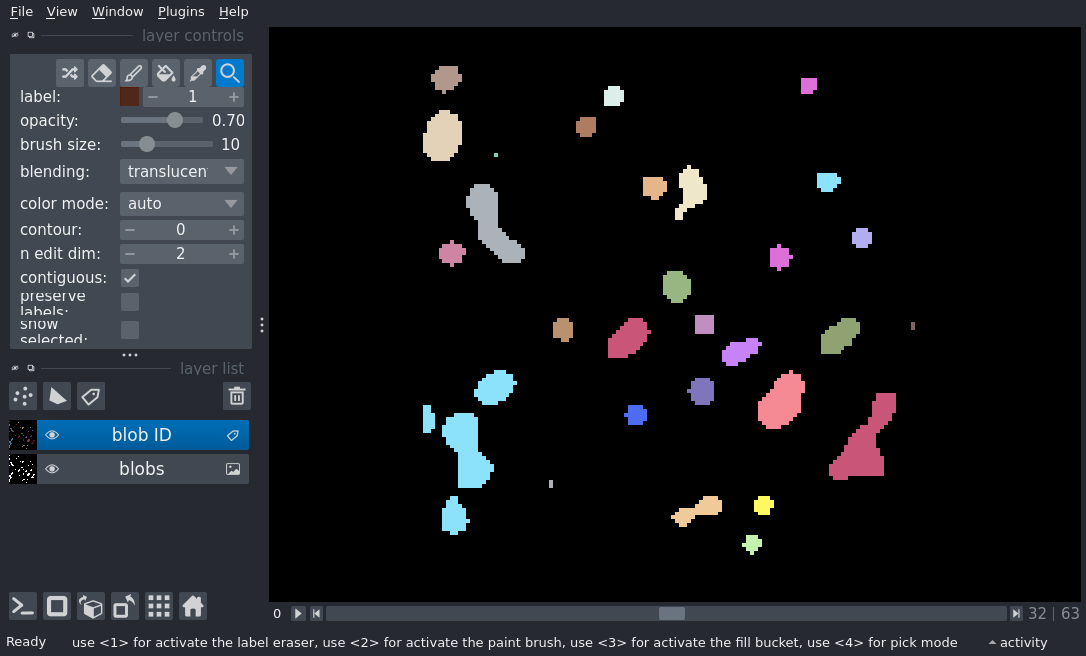 File View Window Plugins Help
layer controls
label: 1
opacity: 0.70
brush size: 10
blending: translucen
color mode: auto
contour: 0
n edit dim: 2
contiguous:
preserve
labels:
show
selected:
layer list
blob ID
blobs
0 32 63
Ready use <1> for activate the label eraser, use <2> for activate the paint brush, use <3> for activate the fill bucket, use <4> for pick mode activity